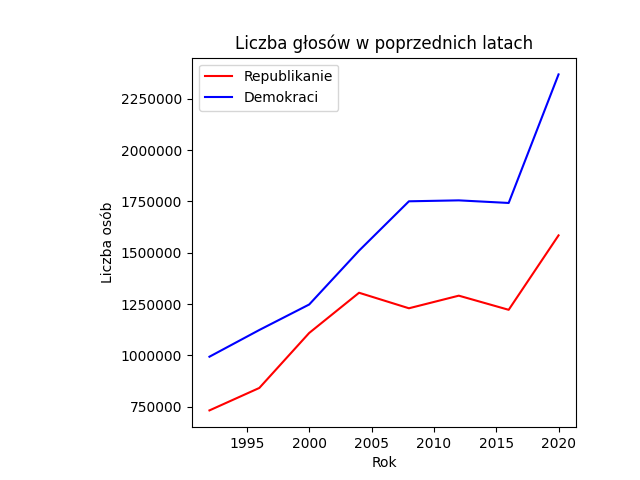 Liczba głosów w poprzednich latach
Republikanie
Demokraci
2250000
2000000
1750000
1500000
1250000
1000000
750000
Liczba osób
1995 2000 2005 2010 2015 2020
Rok